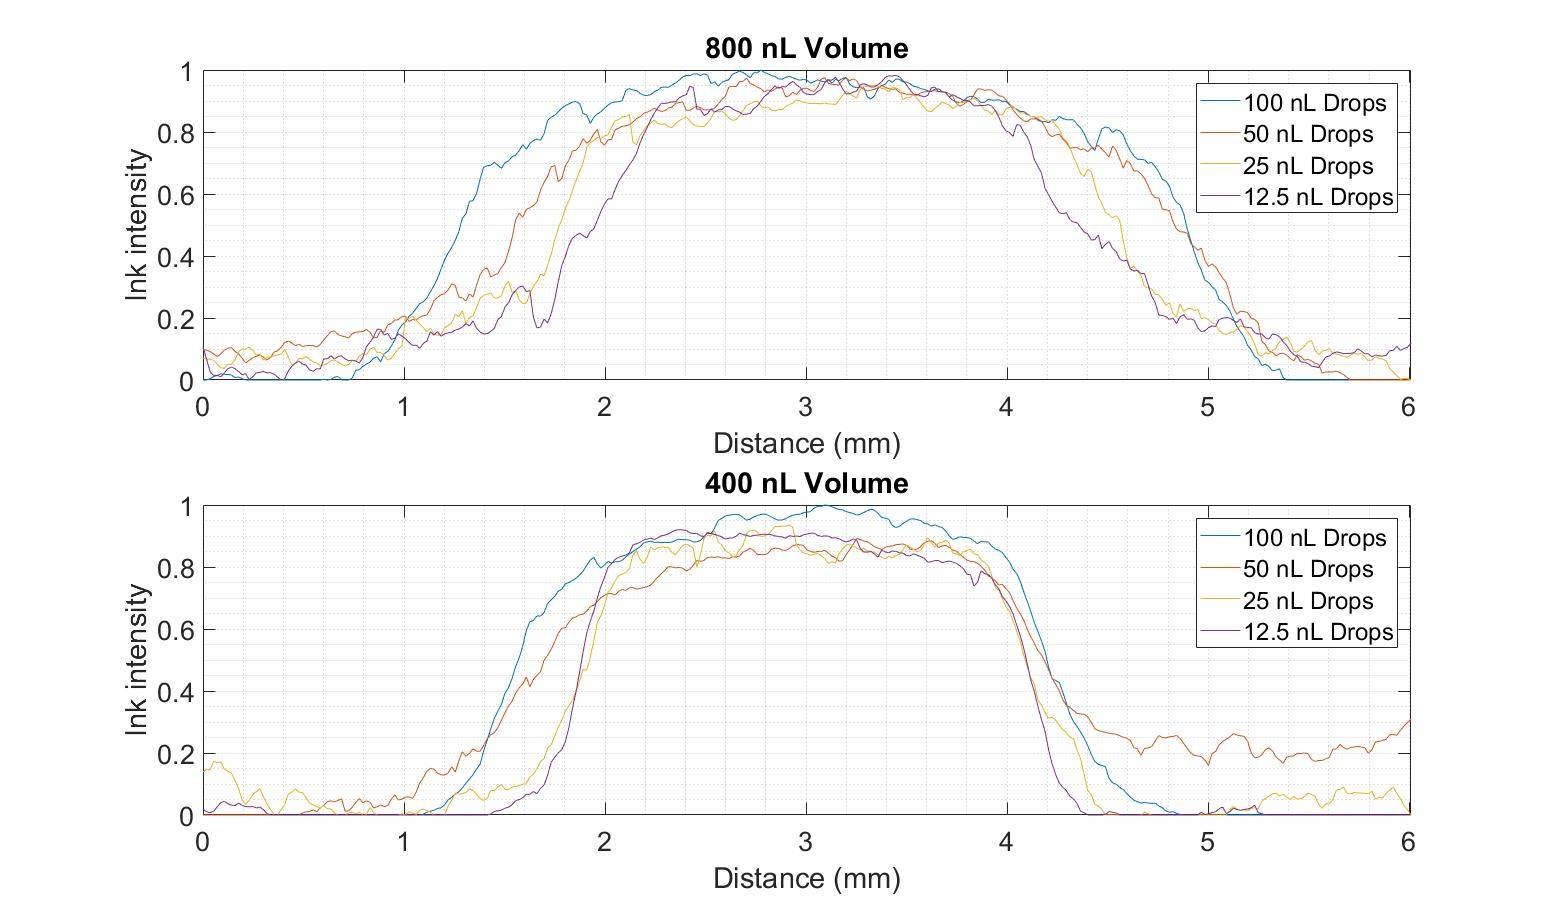 800 nL Volume
1
0.8
0.6
0.4
0.2
0
Ink intensity
100 nL Drops
50 nL Drops
25 nL Drops
12.5 nL Drops
0 1 2 3 4 5 6
Distance (mm)
400 nL Volume
1
0.8
0.6
0.4
0.2
0
Ink intensity
100 nL Drops
50 nL Drops
25 nL Drops
12.5 nL Drops
0 1 2 3 4 5 6
Distance (mm)